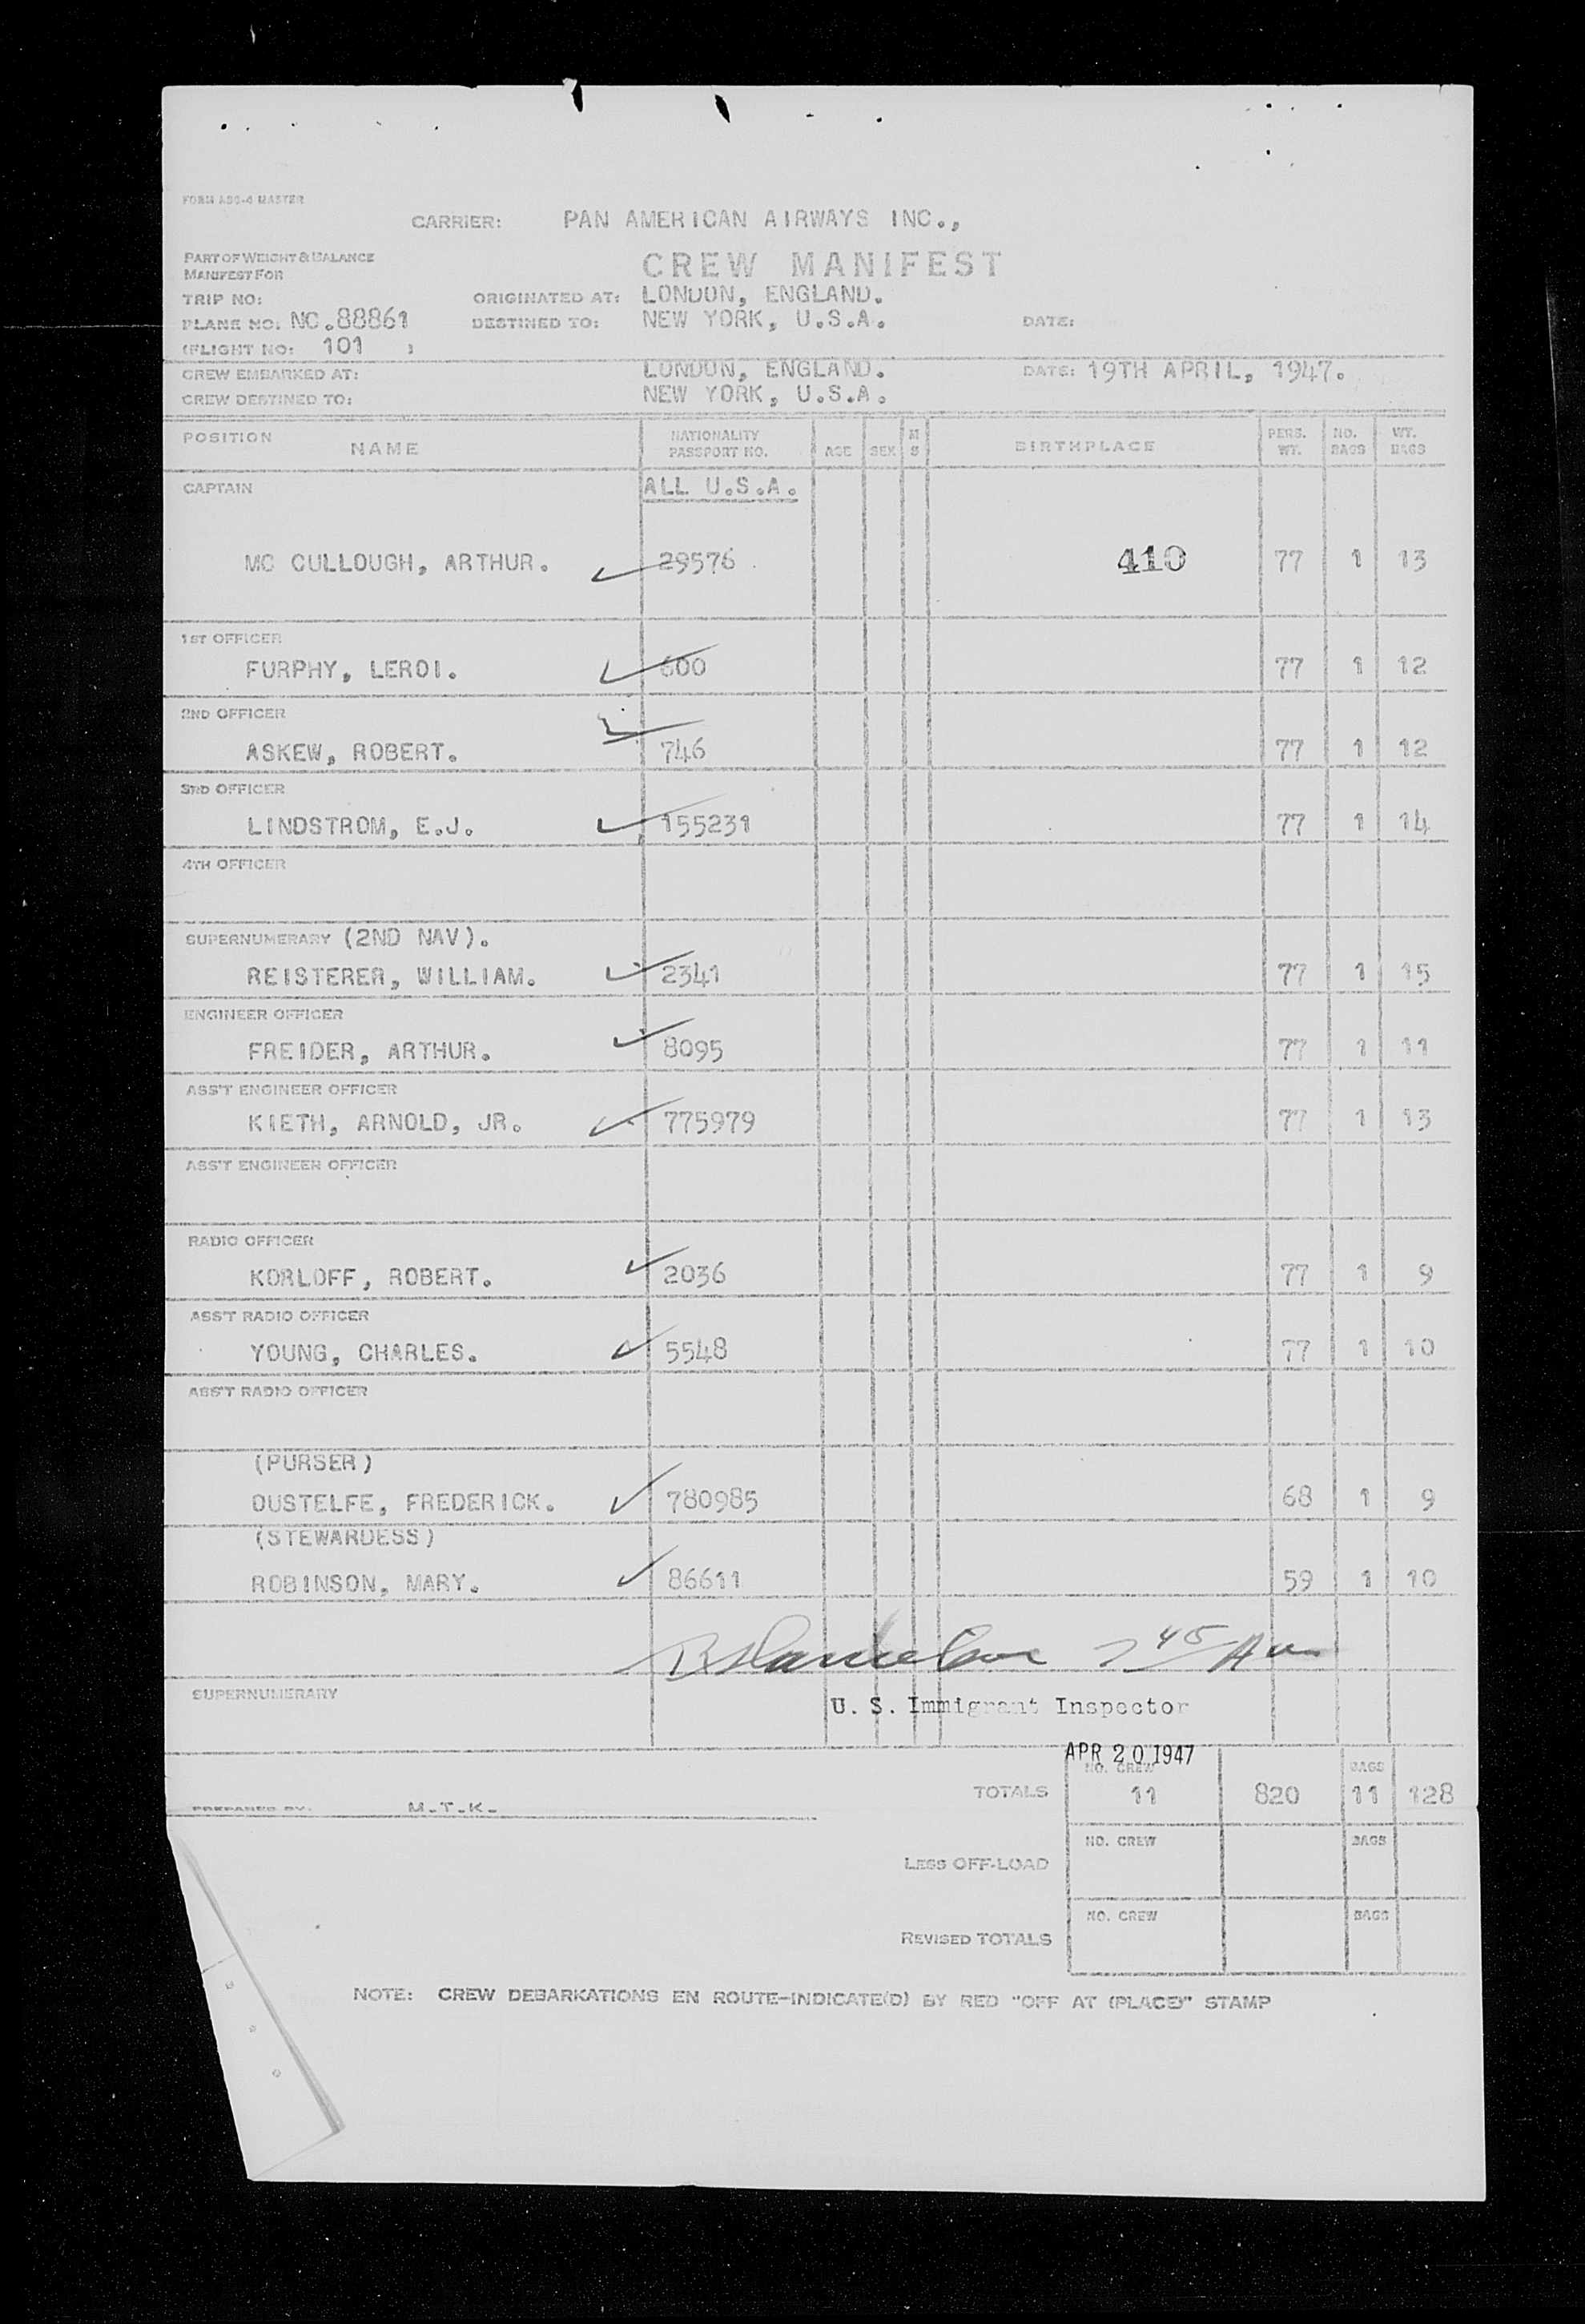 FORM ASS-4 MASTER
CARRIER: PAN AMERICAN AIRWAYS INC.,
PART OF WEIGHT & BALANCE
MANIFEST FOR
CREW MANIFEST
TRIP NO: ORIGINATED AT: LONDON, ENGLAND.
PLANE NO: NC.88861 DESTINED TO: NEW YORK, U.S.A. DATE:
(FLIGHT NO: 101 )
CREW EMBARKED AT: LONDON, ENGLAND. DATE: 19TH APRIL, 1947.
CREW DESTINED TO: NEW YORK, U.S.A.
POSITION NAME NATIONALITY PASSPORT NO. AGE SEX M S BIRTHPLACE PERS. WT. NO. BAGS WT. BAGS
CAPTAIN ALL U.S.A.
MC CULLOUGH, ARTHUR. 29576 410 77 1 13
1ST OFFICER
FURPHY, LEROI. 600 77 1 12
2ND OFFICER
ASKEW, ROBERT. 746 77 1 12
3RD OFFICER
LINDSTROM, E.J. 155231 77 1 14
4TH OFFICER
SUPERNUMERARY (2ND NAV).
REISTERER, WILLIAM. 2341 77 1 15
ENGINEER OFFICER
FREIDER, ARTHUR. 8095 77 1 11
ASS'T ENGINEER OFFICER
KIETH, ARNOLD, JR. 775979 77 1 13
ASS'T ENGINEER OFFICER
RADIO OFFICER
KORLOFF, ROBERT. 2036 77 1 9
ASS'T RADIO OFFICER
YOUNG, CHARLES. 5548 77 1 10
ASS'T RADIO OFFICER
(PURSER)
OUSTELFE, FREDERICK. 780985 68 1 9
(STEWARDESS)
ROBINSON, MARY. 86611 59 1 10
7 45 Am
SUPERNUMERARY
U. S. Immigrant Inspector
APR 20 1947
NO. CREW BAGS
TOTALS 11 820 11 128
PREPARED BY: M.T.K.
NO. CREW BAGS
LESS OFF-LOAD
NO. CREW BAGS
REVISED TOTALS
NOTE: CREW DEBARKATIONS EN ROUTE-INDICATE(D) BY RED "OFF AT (PLACE)" STAMP